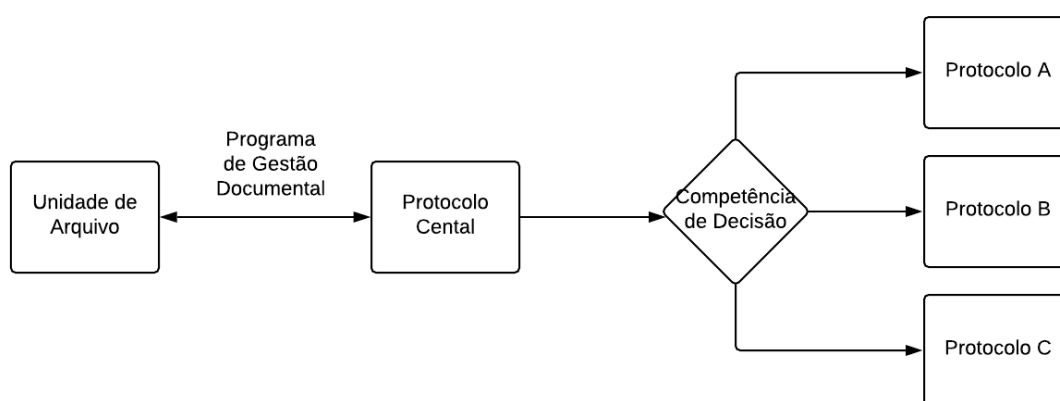 Unidade de
Arquivo
Programa
de Gestão
Documental
Protocolo
Cental
Competência
de Decisão
Protocolo A
Protocolo B
Protocolo C